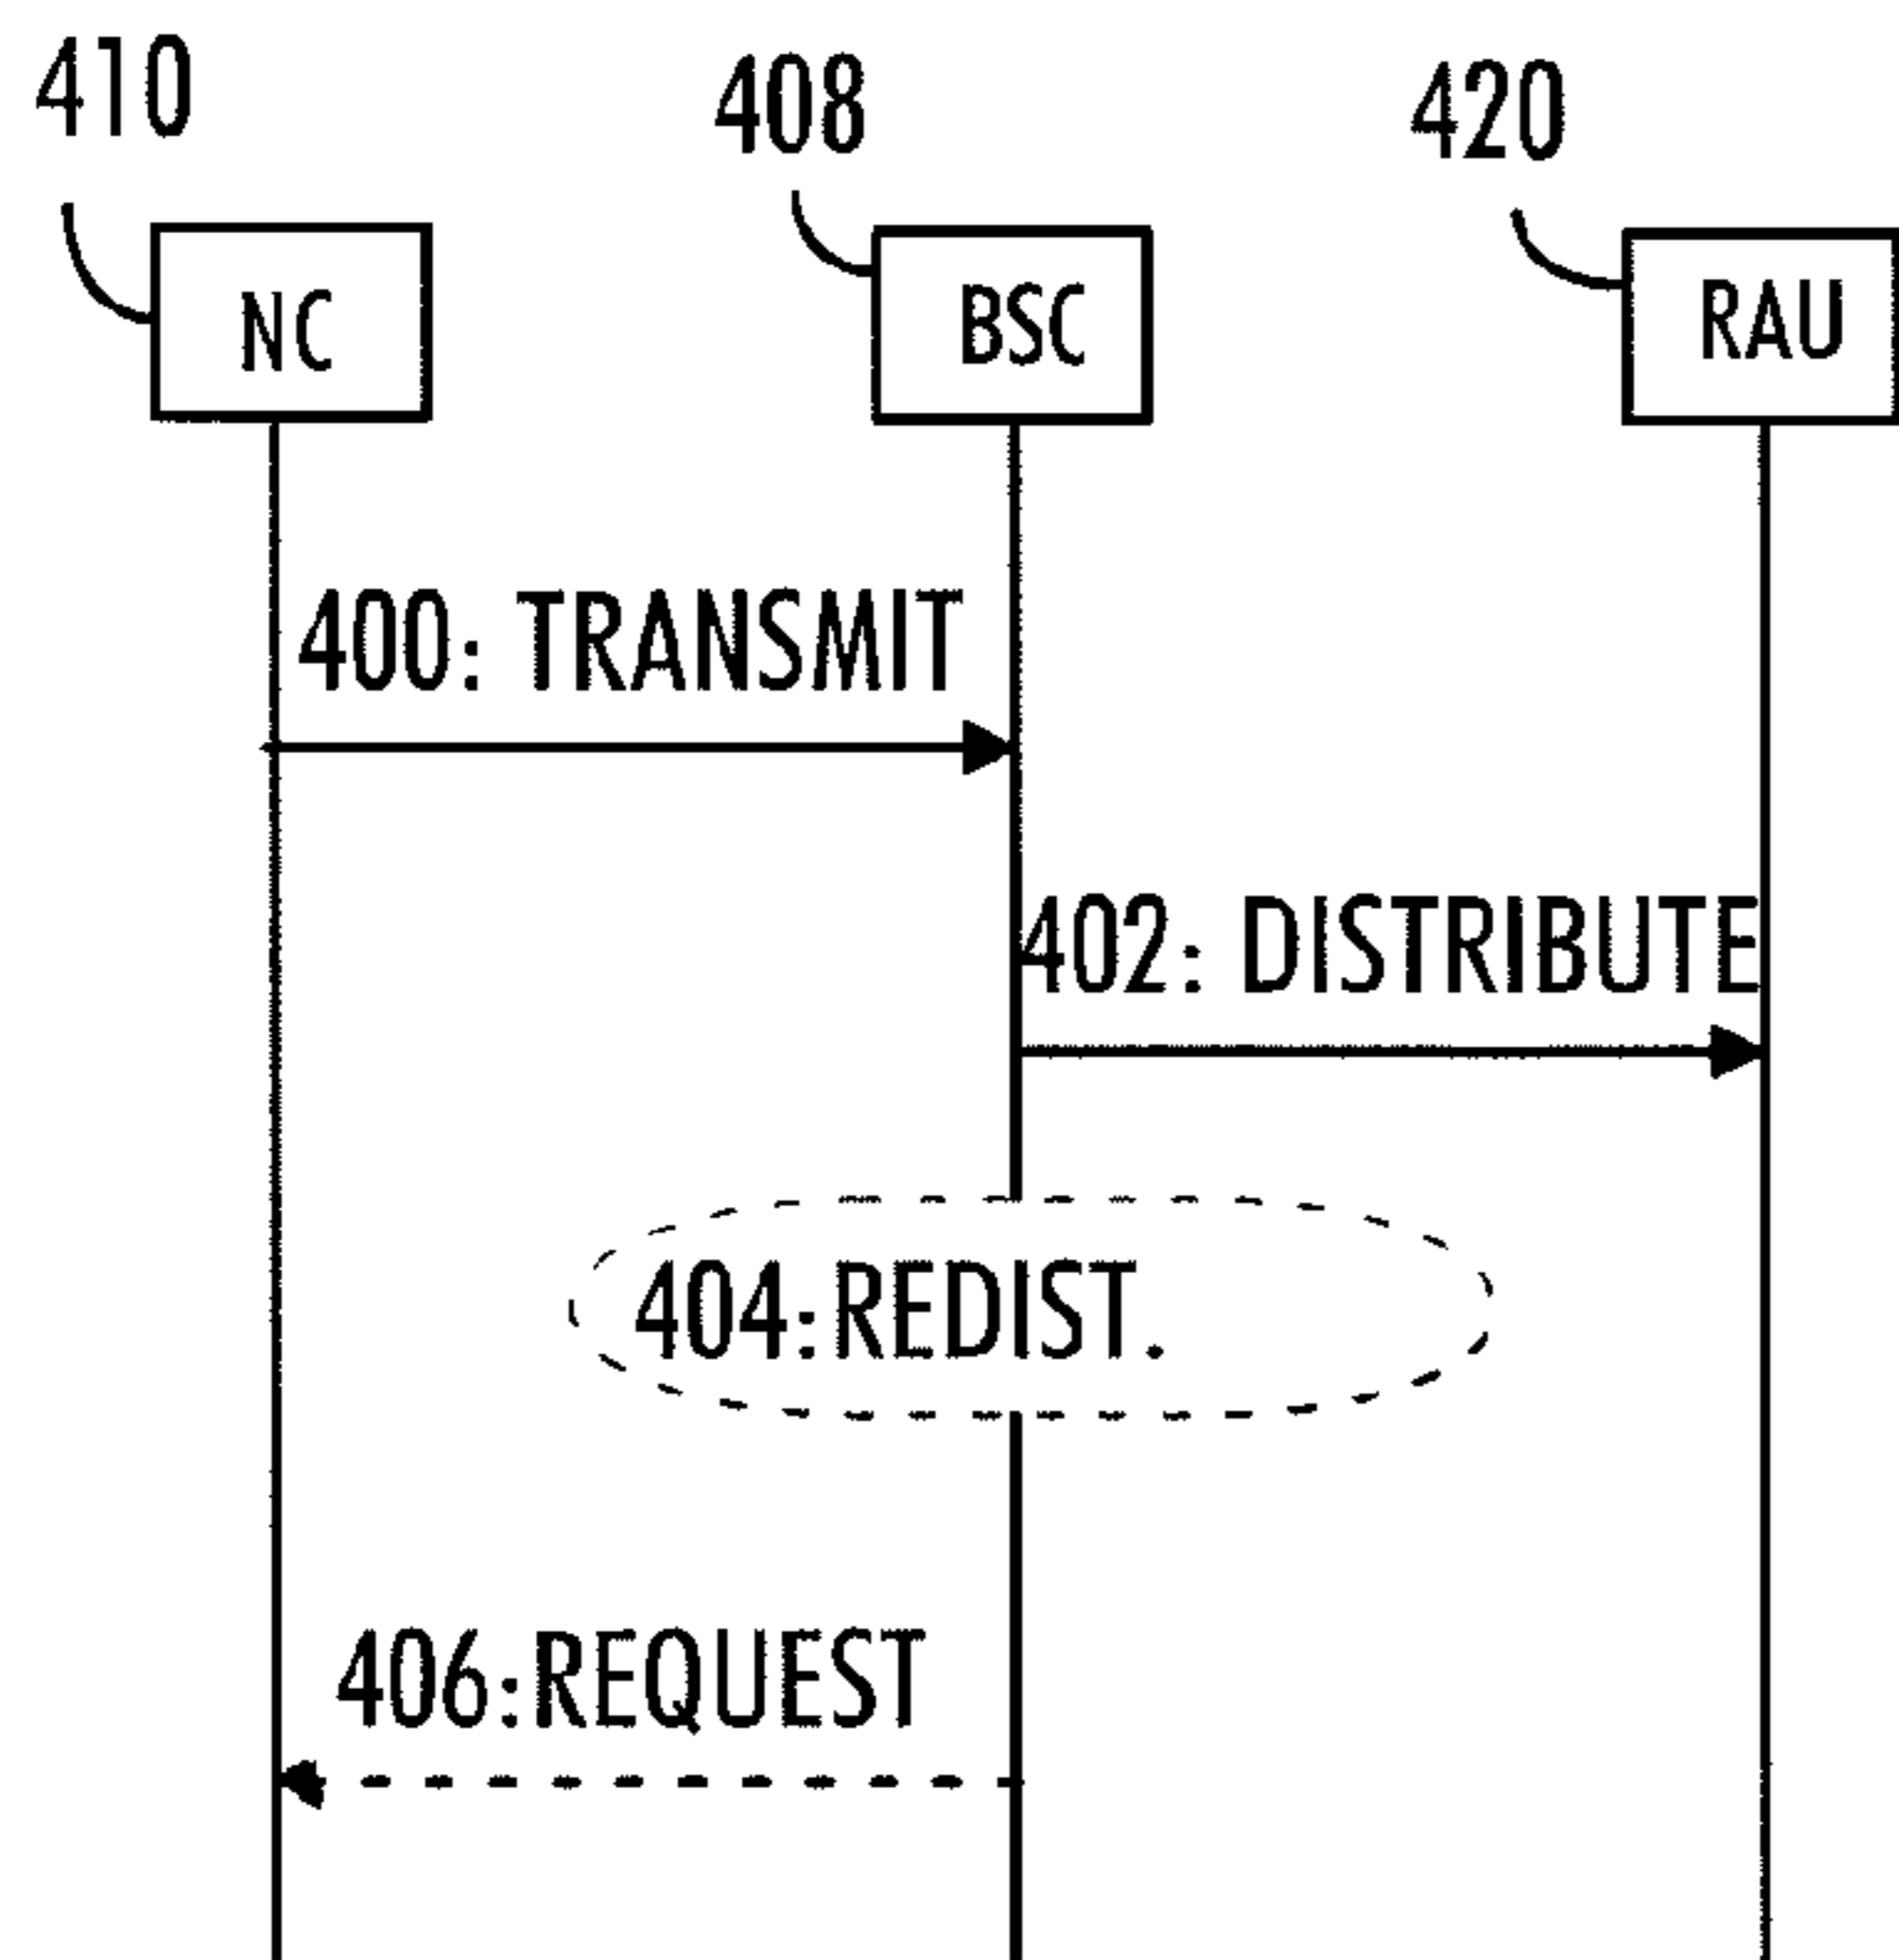 410
408
420
NC
BSC
RAU
400: TRANSMIT
402: DISTRIBUTE
404:REDIST.
406:REQUEST